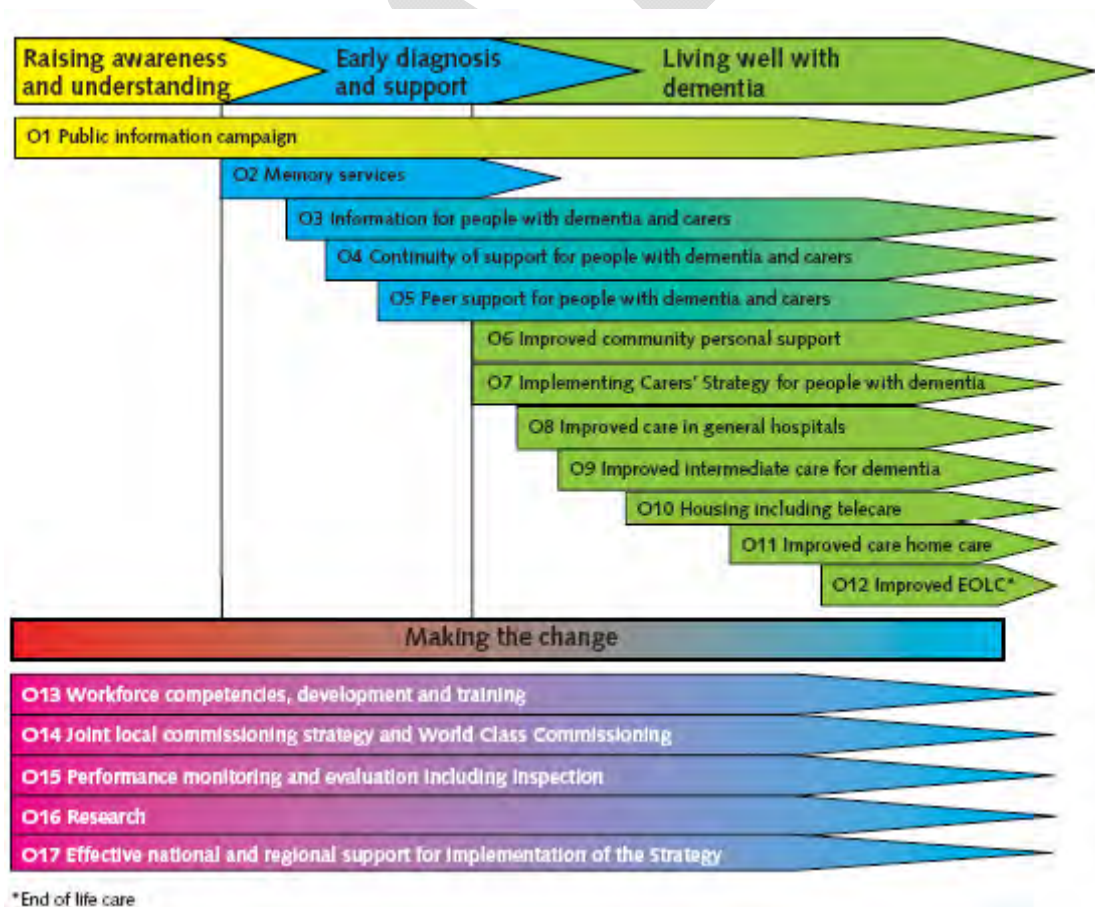 Raising awareness
and understanding
Early diagnosis
and support
Living well with
dementia
O1 Public information campaign
O2 Memory services
O3 Information for people with dementia and carers
O4 Continuity of support for people with dementia and carers
O5 Peer support for people with dementia and carers
O6 Improved community personal support
O7 Implementing Carers' Strategy for people with dementia
O8 Improved care in general hospitals
O9 Improved intermediate care for dementia
O10 Housing including telecare
O11 Improved care home care
O12 Improved EOLC*
Making the change
O13 Workforce competencies, development and training
O14 Joint local commissioning strategy and World Class Commissioning
O15 Performance monitoring and evaluation including inspection
O16 Research
O17 Effective national and regional support for implementation of the Strategy
*End of life care